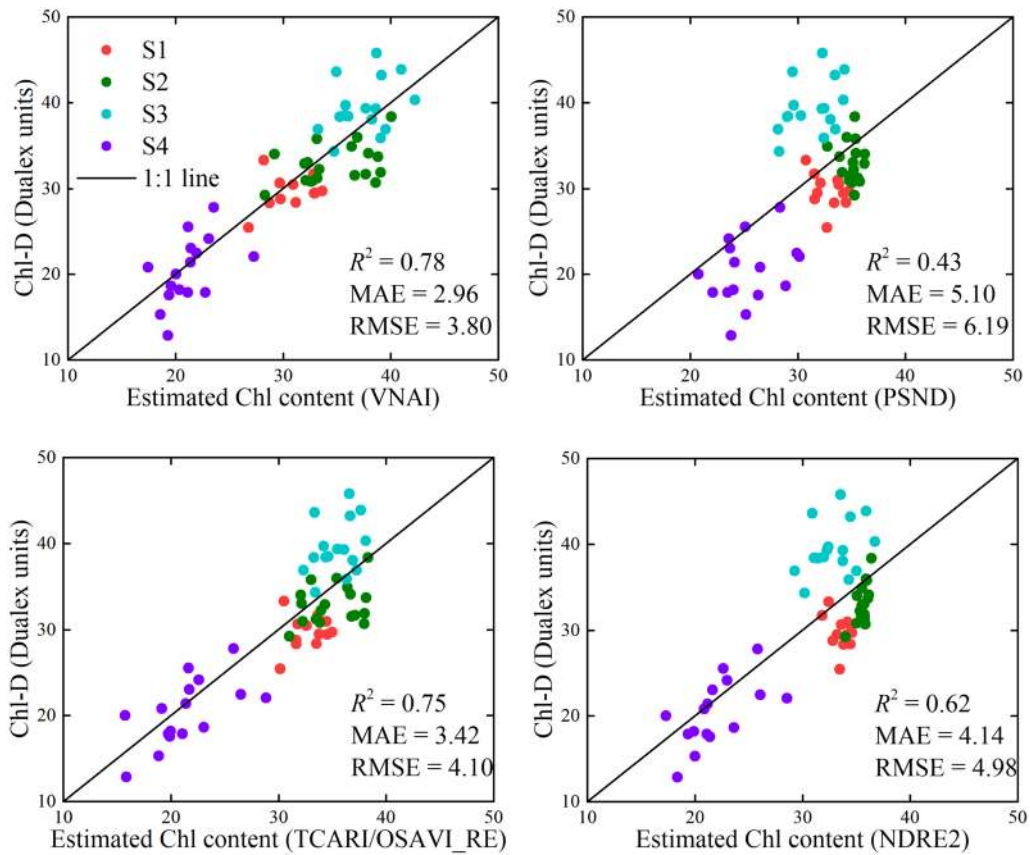 50
40
30
20
10
Chl-D (Dualex units)
S1
S2
S3
S4
1:1 line
R² = 0.78
MAE = 2.96
RMSE = 3.80
10 20 30 40 50
Estimated Chl content (VNAI)
50
40
30
20
10
Chl-D (Dualex units)
R² = 0.43
MAE = 5.10
RMSE = 6.19
10 20 30 40 50
Estimated Chl content (PSND)
50
40
30
20
10
Chl-D (Dualex units)
R² = 0.75
MAE = 3.42
RMSE = 4.10
10 20 30 40 50
Estimated Chl content (TCARI/OSAVI_RE)
50
40
30
20
10
Chl-D (Dualex units)
R² = 0.62
MAE = 4.14
RMSE = 4.98
10 20 30 40 50
Estimated Chl content (NDRE2)